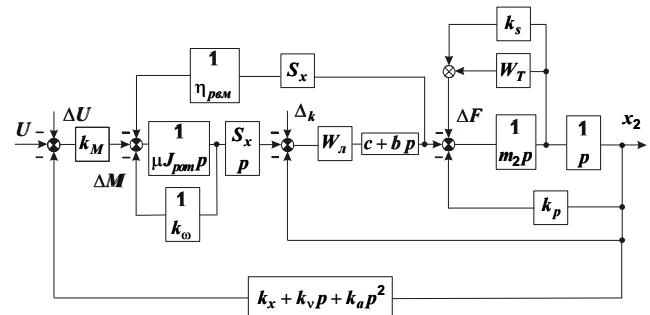 k_s
1
η_рвм
S_x
W_T
U
ΔU
k_M
ΔM
1
μJ_рот p
S_x
p
Δ_k
W_л
c + b p
ΔF
1
m_2 p
1
p
x_2
1
k_ω
k_p
k_x + k_ν p + k_a p^2